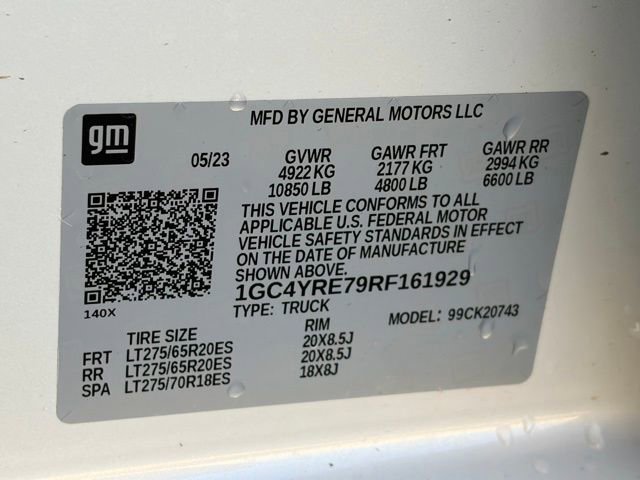 gm
MFD BY GENERAL MOTORS LLC
05/23 GVWR GAWR FRT GAWR RR
4922 KG 2177 KG 2994 KG
10850 LB 4800 LB 6600 LB
THIS VEHICLE CONFORMS TO ALL
APPLICABLE U.S. FEDERAL MOTOR
VEHICLE SAFETY STANDARDS IN EFFECT
ON THE DATE OF MANUFACTURE
SHOWN ABOVE.
1GC4YRE79RF161929
140X
TYPE: TRUCK MODEL: 99CK20743
TIRE SIZE RIM
FRT LT275/65R20ES 20X8.5J
RR LT275/65R20ES 20X8.5J
SPA LT275/70R18ES 18X8J